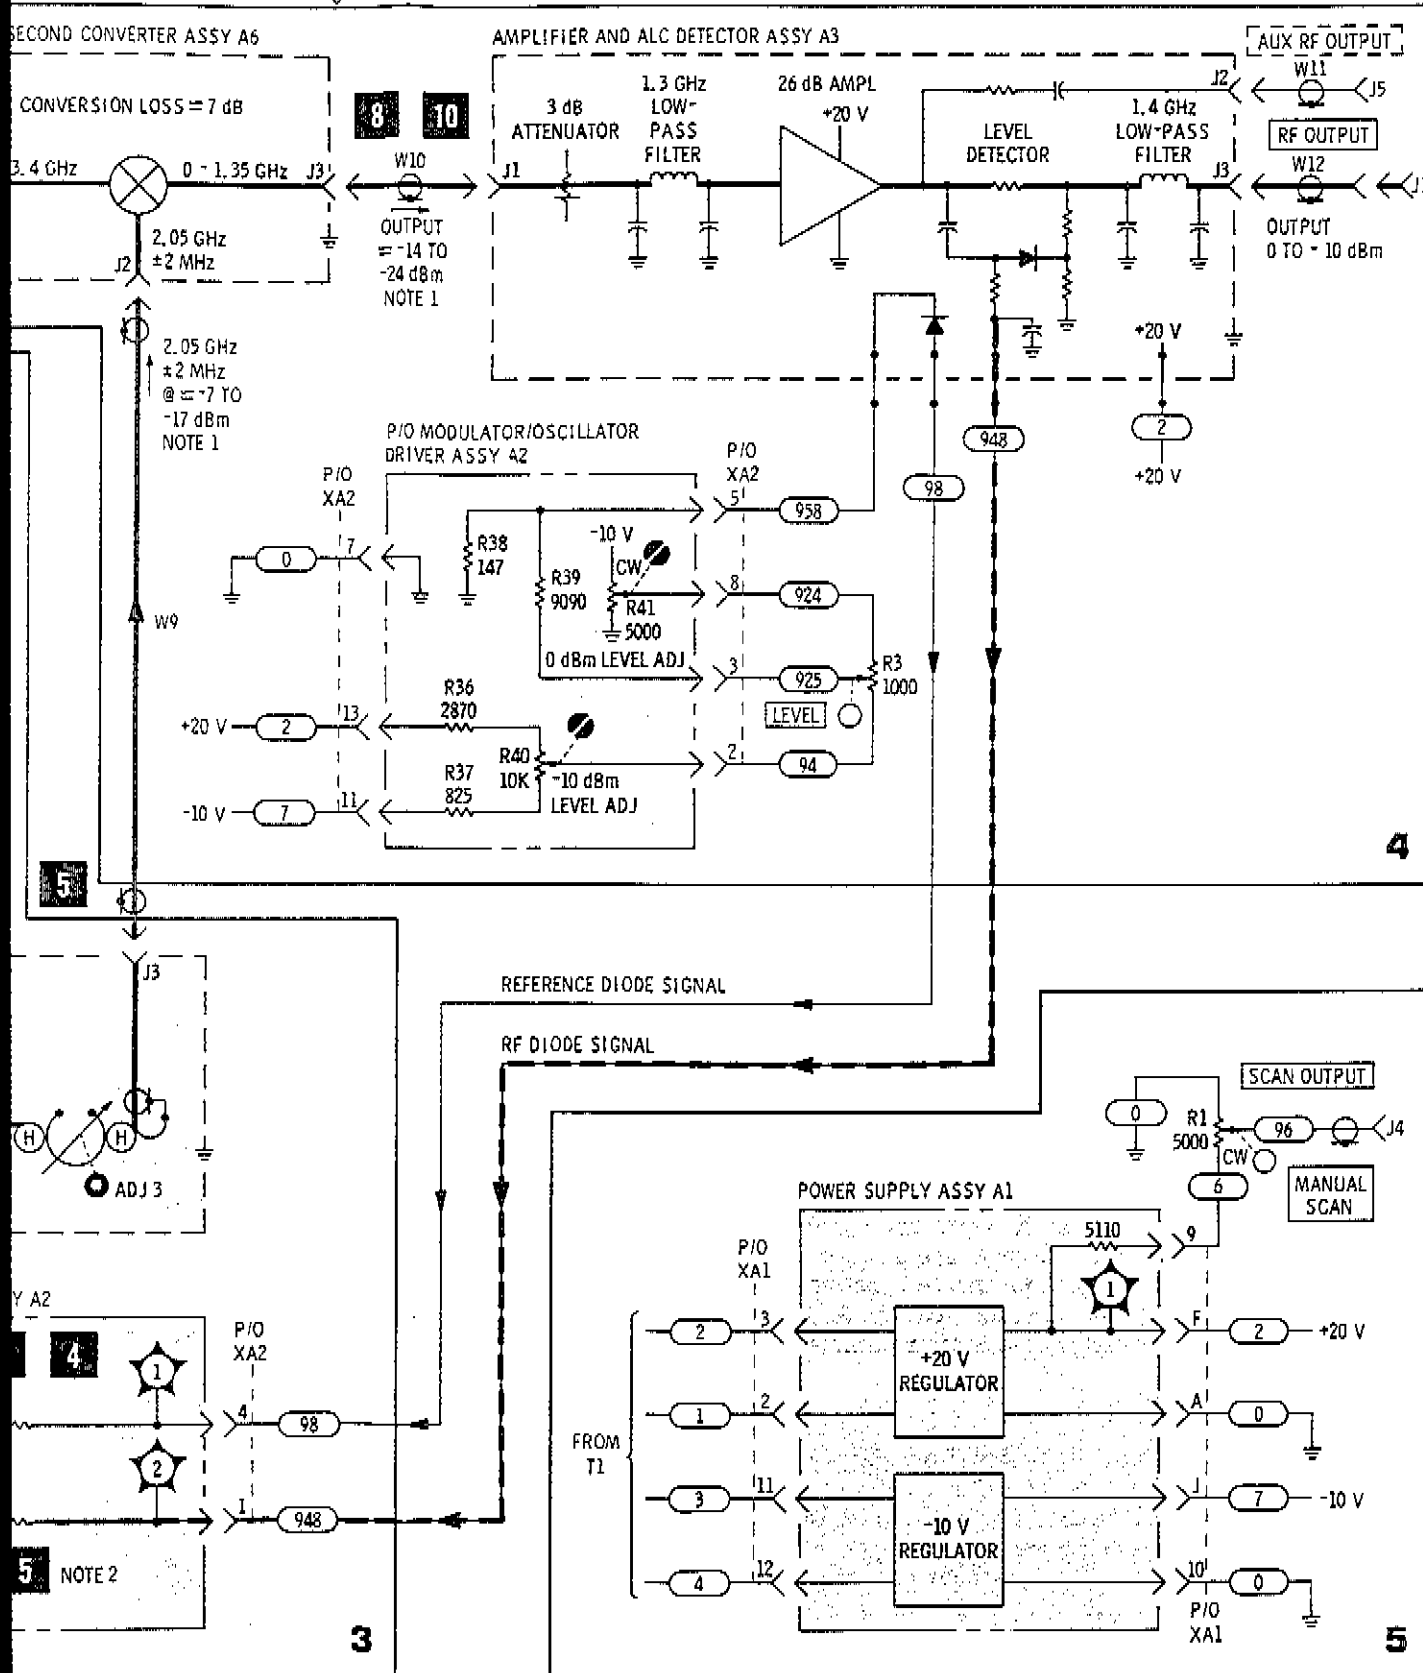 SECOND CONVERTER ASSY A6
CONVERSION LOSS ≈ 7 dB
3.4 GHz
0 - 1.35 GHz
J3
J2
2.05 GHz
±2 MHz
8
10
W10
OUTPUT
≈ -14 TO
-24 dBm
NOTE 1
2.05 GHz
±2 MHz
@ ≈ -7 TO
-17 dBm
NOTE 1
W9
AMPLIFIER AND ALC DETECTOR ASSY A3
J1
3 dB
ATTENUATOR
1.3 GHz
LOW-
PASS
FILTER
26 dB AMPL
+20 V
LEVEL
DETECTOR
1.4 GHz
LOW-PASS
FILTER
J2
J3
AUX RF OUTPUT
W11
J5
RF OUTPUT
W12
OUTPUT
0 TO - 10 dBm
+20 V
2
+20 V
948
98
P/O MODULATOR/OSCILLATOR
DRIVER ASSY A2
P/O
XA2
P/O
XA2
0
7
R38
147
R39
9090
-10 V
CW
R41
5000
0 dBm LEVEL ADJ
5
958
8
924
3
925
R3
1000
LEVEL
2
94
+20 V
2
13
R36
2870
R40
10K
-10 dBm
LEVEL ADJ
R37
825
-10 V
7
11
4
5
J3
ADJ 3
H
H
REFERENCE DIODE SIGNAL
RF DIODE SIGNAL
Y A2
4
1
2
P/O
XA2
4
98
1
948
5
NOTE 2
3
SCAN OUTPUT
0
R1
5000
CW
96
J4
6
MANUAL
SCAN
POWER SUPPLY ASSY A1
P/O
XA1
5110
9
1
FROM
T1
2
3
+20 V
REGULATOR
F
2
+20 V
1
2
A
0
3
11
-10 V
REGULATOR
J
7
-10 V
4
12
10
0
P/O
XA1
5